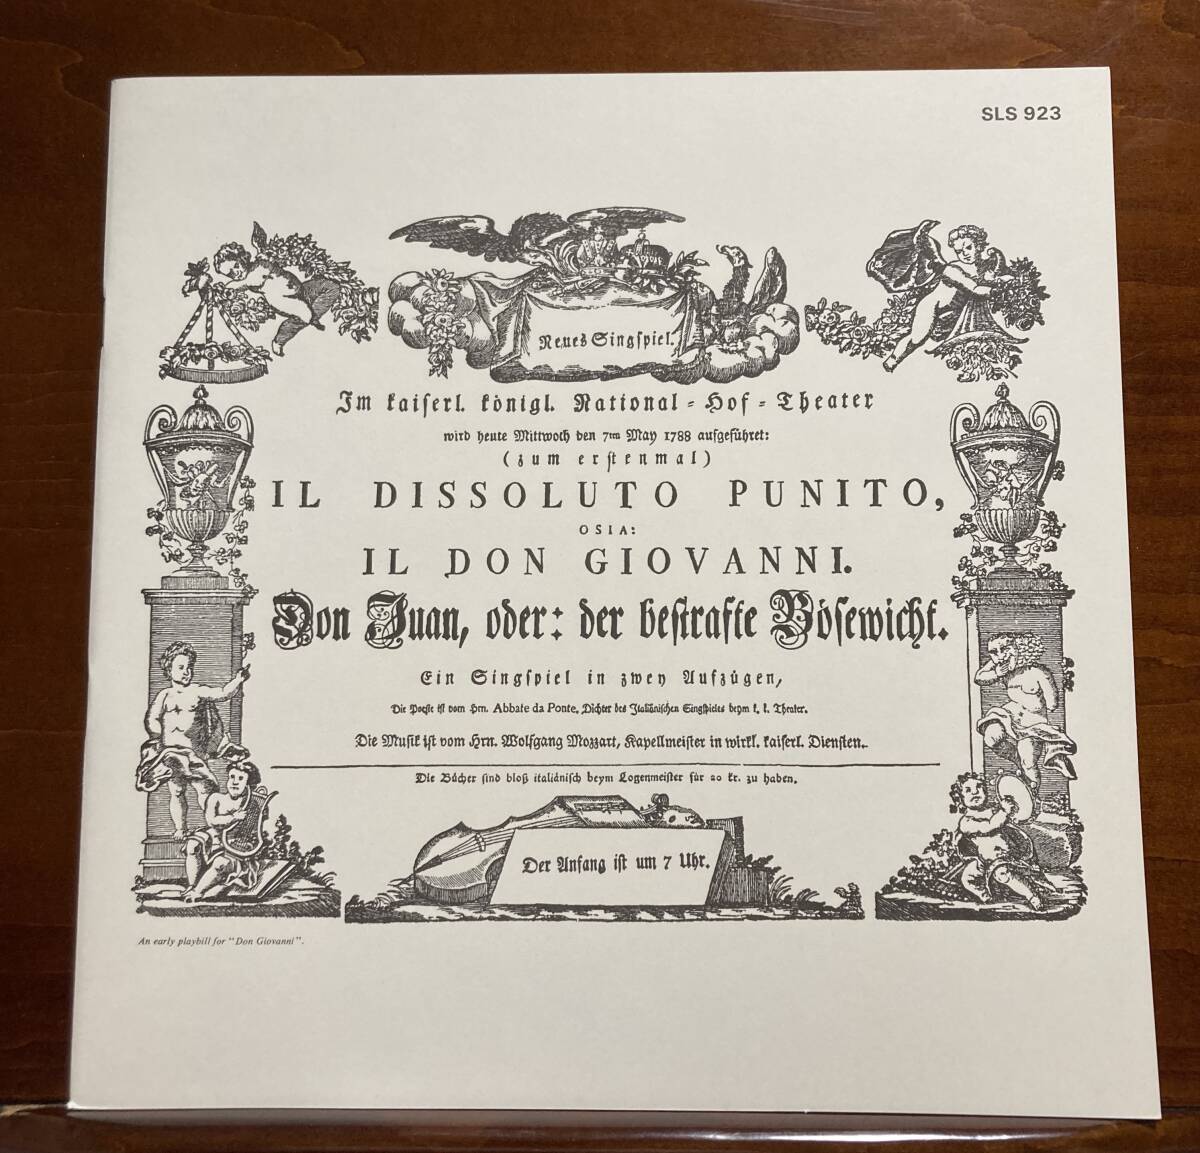 SLS 923
Neues Singspiel.
Im kaiserl. königl. National-Hof-Theater
wird heute Mittwoch den 7ten May 1788 aufgeführet:
(zum erstenmal)
IL DISSOLUTO PUNITO,
OSIA:
IL DON GIOVANNI.
Don Juan, oder: der bestrafte Bösewicht.
Ein Singspiel in zwey Aufzügen,
Die Poesie ist vom Hrn. Abbate da Ponte, Dichter des Italiänischen Singspieles beym k. k. Theater.
Die Musik ist vom Hrn. Wolfgang Mozzart, Kapellmeister in wirkl. kaiserl. Diensten.
Die Bücher sind bloß italiänisch beym Logenmeister für 20 kr. zu haben.
Der Anfang ist um 7 Uhr.
An early playbill for "Don Giovanni".